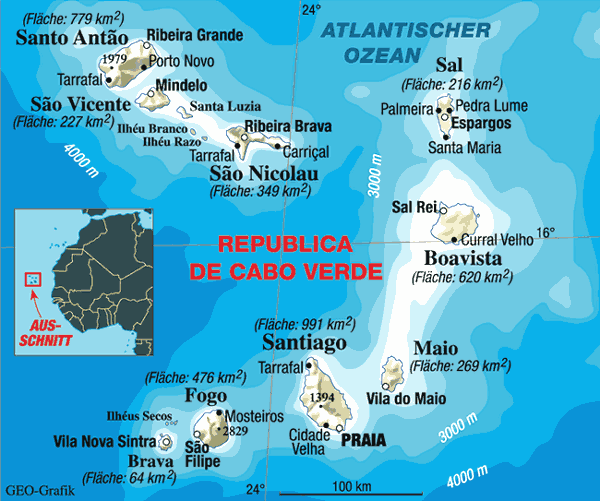 (Fläche: 779 km²)
Santo Antão
Ribeira Grande
1979
Porto Novo
Tarrafal
Mindelo
São Vicente
(Fläche: 227 km²)
Santa Luzia
Ilhéu Branco
Ilhéu Razo
Ribeira Brava
Tarrafal
Carriçal
São Nicolau
(Fläche: 349 km²)
4000 m
24°
ATLANTISCHER
OZEAN
Sal
(Fläche: 216 km²)
Palmeira
Pedra Lume
Espargos
Santa Maria
3000 m
Sal Rei
16°
Curral Velho
Boavista
(Fläche: 620 km²)
REPUBLICA
DE CABO VERDE
AUS-
SCHNITT
(Fläche: 991 km²)
Santiago
Tarrafal
1394
Cidade
Velha
PRAIA
Maio
(Fläche: 269 km²)
Vila do Maio
(Fläche: 476 km²)
Fogo
Mosteiros
2829
São
Filipe
Ilhéus Secos
Vila Nova Sintra
Brava
(Fläche: 64 km²)
3000 m
4000 m
24°
100 km
GEO-Grafik